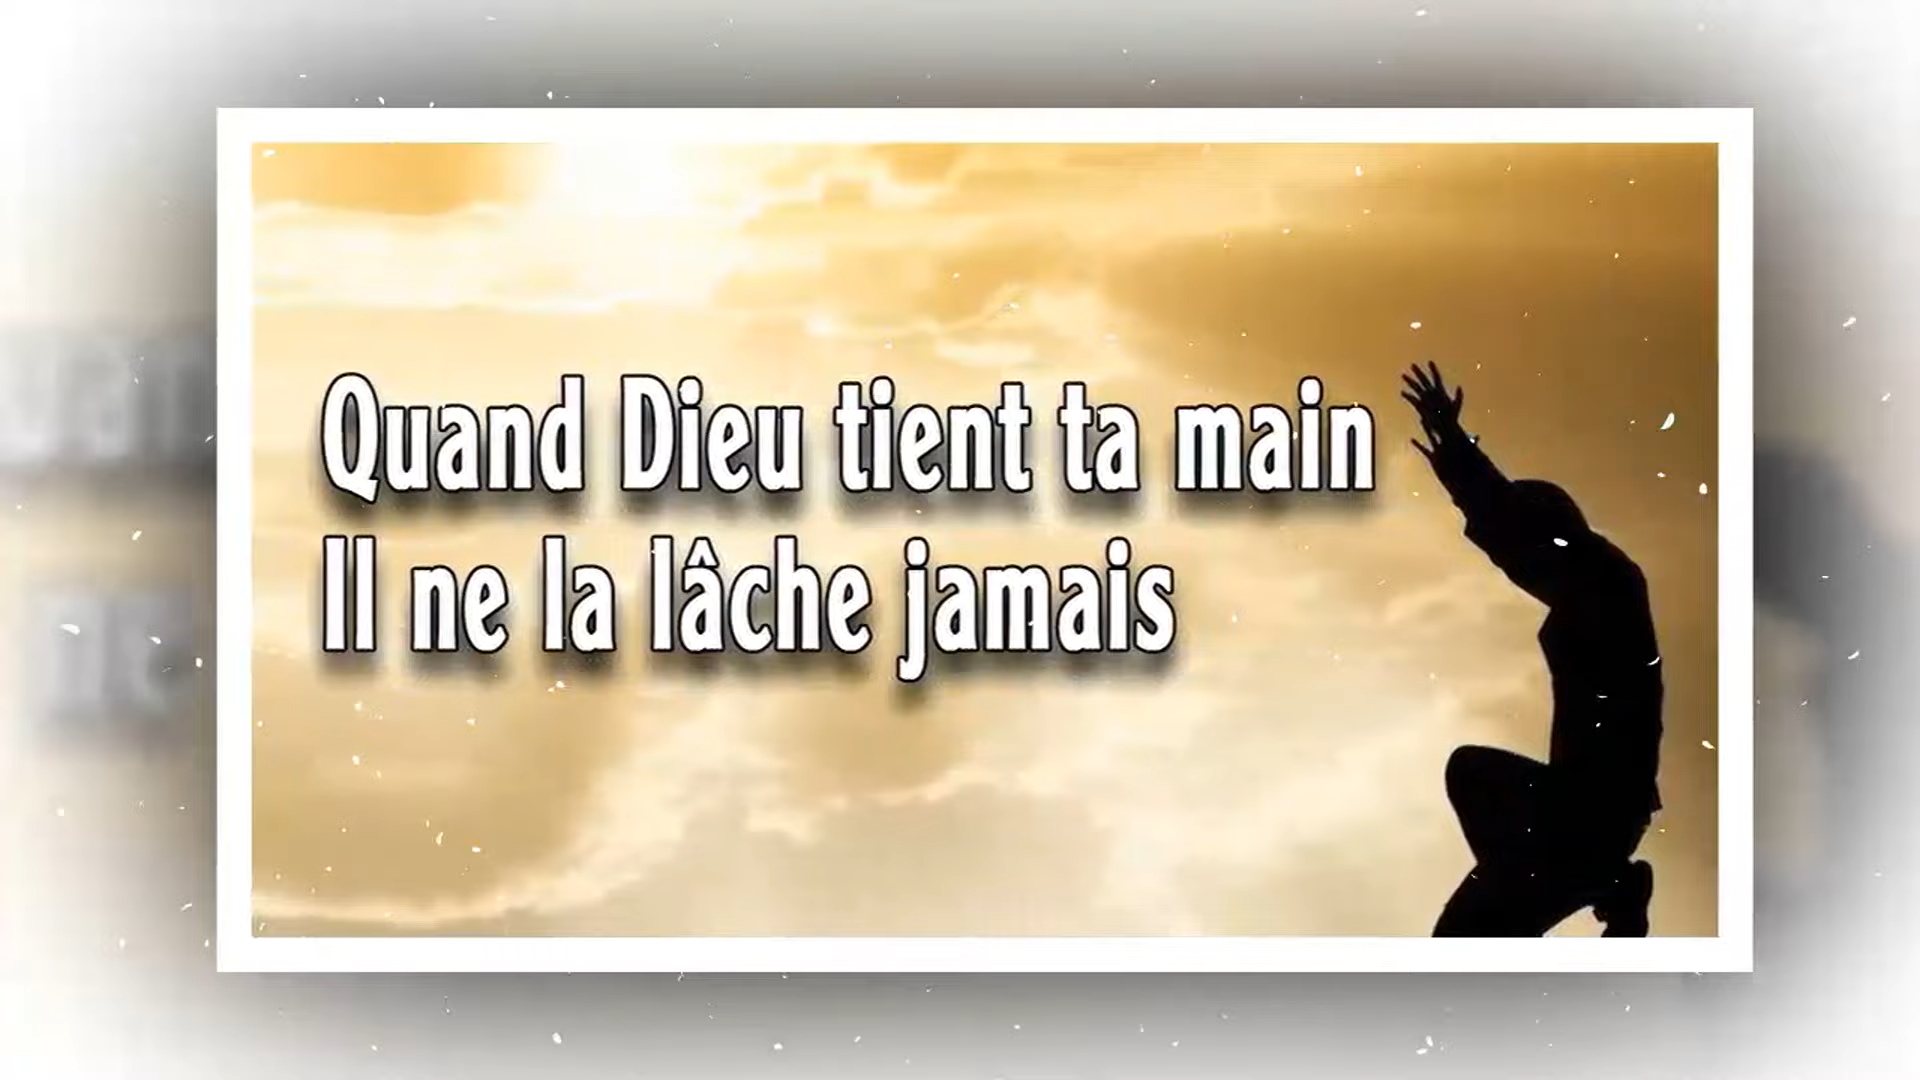 Quand Dieu tient ta main
Il ne la lâche jamais